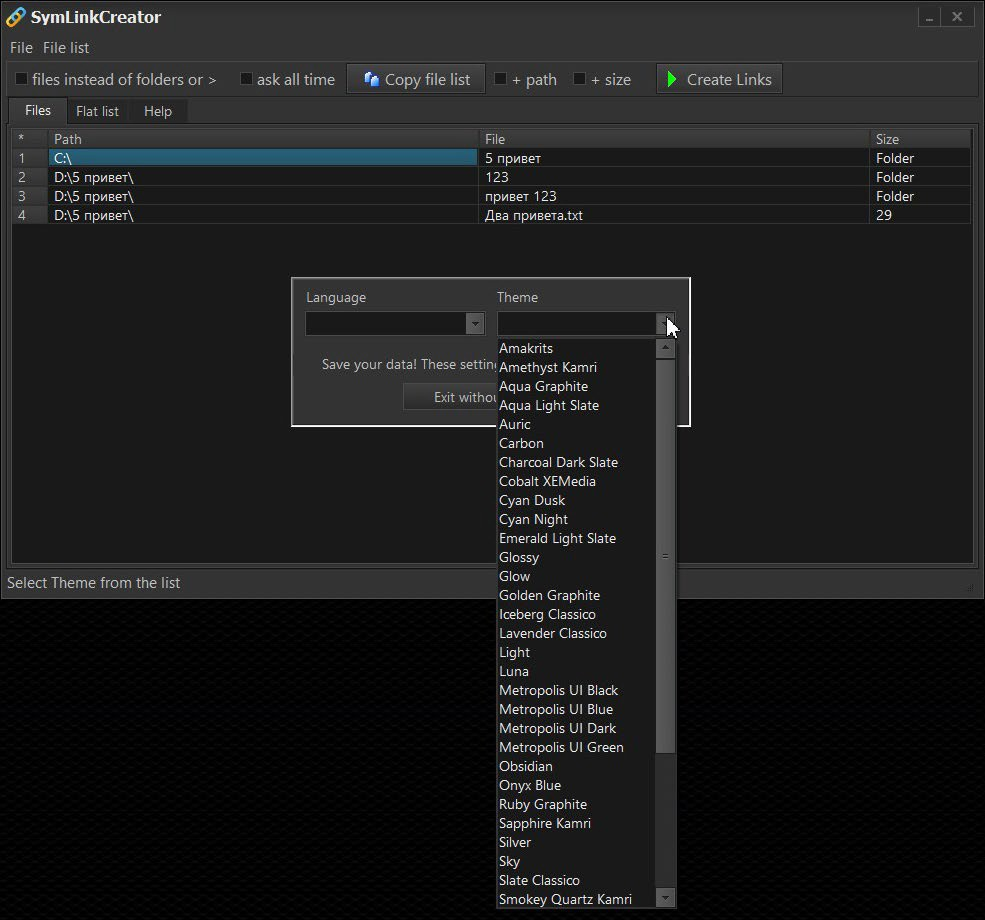 SymLinkCreator
File File list
files instead of folders or > ask all time Copy file list + path + size Create Links
Files Flat list Help
* Path File Size
1 C:\ 5 привет Folder
2 D:\5 привет\ 123 Folder
3 D:\5 привет\ привет 123 Folder
4 D:\5 привет\ Два привета.txt 29
Language Theme
Save your data! These
Exit
Amakrits
Amethyst Kamri
Aqua Graphite
Aqua Light Slate
Auric
Carbon
Charcoal Dark Slate
Cobalt XEMedia
Cyan Dusk
Cyan Night
Emerald Light Slate
Glossy
Glow
Golden Graphite
Iceberg Classico
Lavender Classico
Light
Luna
Metropolis UI Black
Metropolis UI Blue
Metropolis UI Dark
Metropolis UI Green
Obsidian
Onyx Blue
Ruby Graphite
Sapphire Kamri
Silver
Sky
Slate Classico
Smokey Quartz Kamri
Select Theme from the list